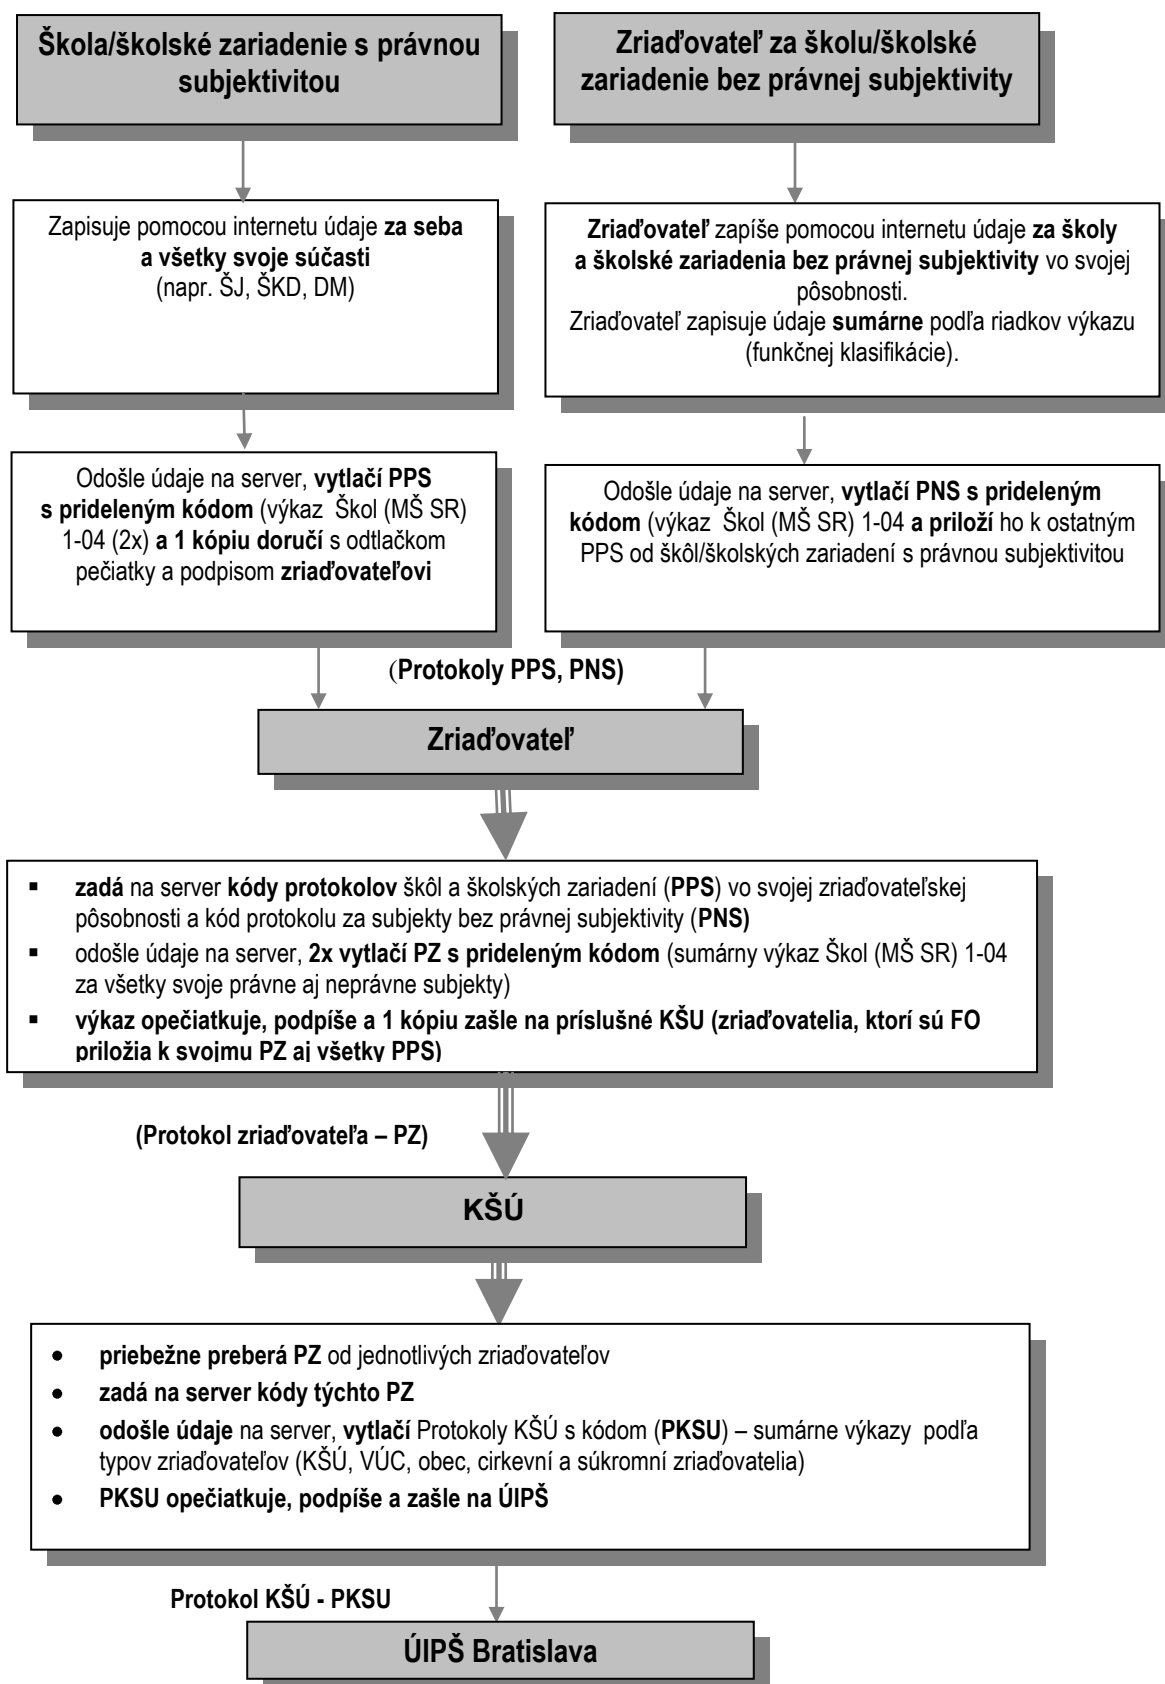 Škola/školské zariadenie s právnou
subjektivitou
Zriaďovateľ za školu/školské
zariadenie bez právnej subjektivity
Zapisuje pomocou internetu údaje za seba
a všetky svoje súčasti
(napr. ŠJ, ŠKD, DM)
Zriaďovateľ zapíše pomocou internetu údaje za školy
a školské zariadenia bez právnej subjektivity vo svojej
pôsobnosti.
Zriaďovateľ zapisuje údaje sumárne podľa riadkov výkazu
(funkčnej klasifikácie).
Odošle údaje na server, vytlačí PPS
s prideleným kódom (výkaz Škol (MŠ SR)
1-04 (2x) a 1 kópiu doručí s odtlačkom
pečiatky a podpisom zriaďovateľovi
Odošle údaje na server, vytlačí PNS s prideleným
kódom (výkaz Škol (MŠ SR) 1-04 a priloží ho k ostatným
PPS od škôl/školských zariadení s právnou subjektivitou
(Protokoly PPS, PNS)
Zriaďovateľ
▪ zadá na server kódy protokolov škôl a školských zariadení (PPS) vo svojej zriaďovateľskej
pôsobnosti a kód protokolu za subjekty bez právnej subjektivity (PNS)
▪ odošle údaje na server, 2x vytlačí PZ s prideleným kódom (sumárny výkaz Škol (MŠ SR) 1-04
za všetky svoje právne aj neprávne subjekty)
▪ výkaz opečiatkuje, podpíše a 1 kópiu zašle na príslušné KŠU (zriaďovatelia, ktorí sú FO
priložia k svojmu PZ aj všetky PPS)
(Protokol zriaďovateľa – PZ)
KŠÚ
• priebežne preberá PZ od jednotlivých zriaďovateľov
• zadá na server kódy týchto PZ
• odošle údaje na server, vytlačí Protokoly KŠÚ s kódom (PKSU) – sumárne výkazy podľa
typov zriaďovateľov (KŠÚ, VÚC, obec, cirkevní a súkromní zriaďovatelia)
• PKSU opečiatkuje, podpíše a zašle na ÚIPŠ
Protokol KŠÚ - PKSU
ÚIPŠ Bratislava